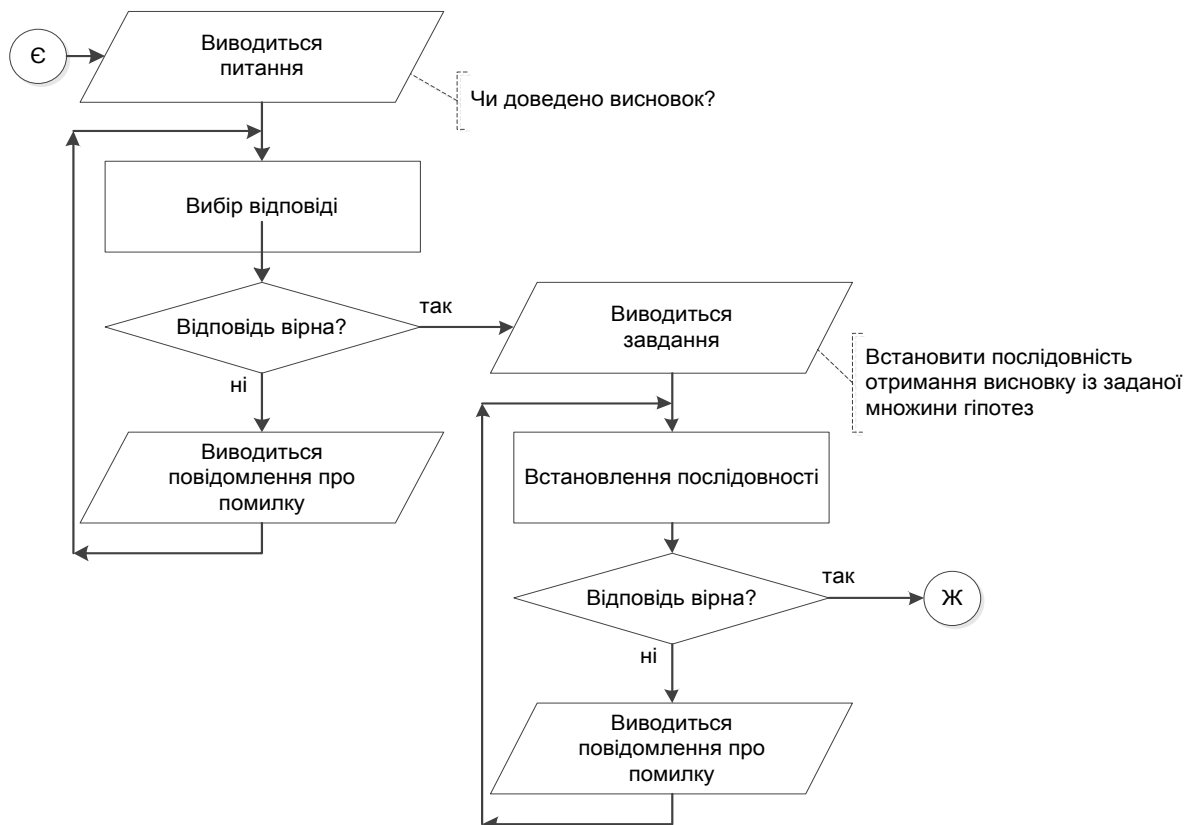 Є
Виводиться
питання
Чи доведено висновок?
Вибір відповіді
Відповідь вірна?
так
ні
Виводиться
повідомлення про
помилку
Виводиться
завдання
Встановити послідовність
отримання висновку із заданої
множини гіпотез
Встановлення послідовності
Відповідь вірна?
так
Ж
ні
Виводиться
повідомлення про
помилку